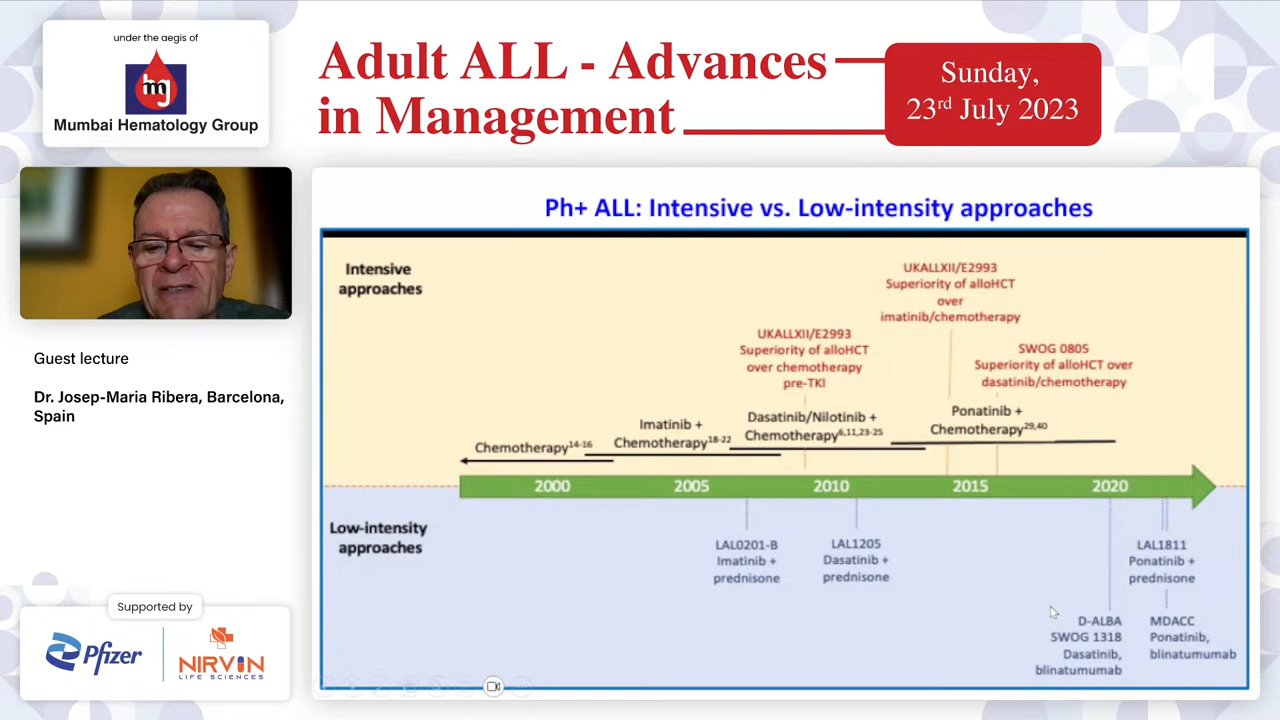 under the aegis of
mJ
Mumbai Hematology Group
Adult ALL - Advances
in Management
Sunday,
23rd July 2023
Guest lecture
Dr. Josep-Maria Ribera, Barcelona,
Spain
Supported by
Pfizer
NIRVIN
LIFE SCIENCES
Ph+ ALL: Intensive vs. Low-intensity approaches
Intensive
approaches
UKALLXII/E2993
Superiority of alloHCT
over
imatinib/chemotherapy
UKALLXII/E2993
Superiority of alloHCT
over chemotherapy
pre-TKI
SWOG 0805
Superiority of alloHCT over
dasatinib/chemotherapy
Chemotherapy14-16
Imatinib +
Chemotherapy18-22
Dasatinib/Nilotinib +
Chemotherapy6,11,23-25
Ponatinib +
Chemotherapy29,40
2000 2005 2010 2015 2020
Low-intensity
approaches
LAL0201-B
Imatinib +
prednisone
LAL1205
Dasatinib +
prednisone
LAL1811
Ponatinib +
prednisone
D-ALBA
SWOG 1318
Dasatinib,
blinatumumab
MDACC
Ponatinib,
blinatumumab